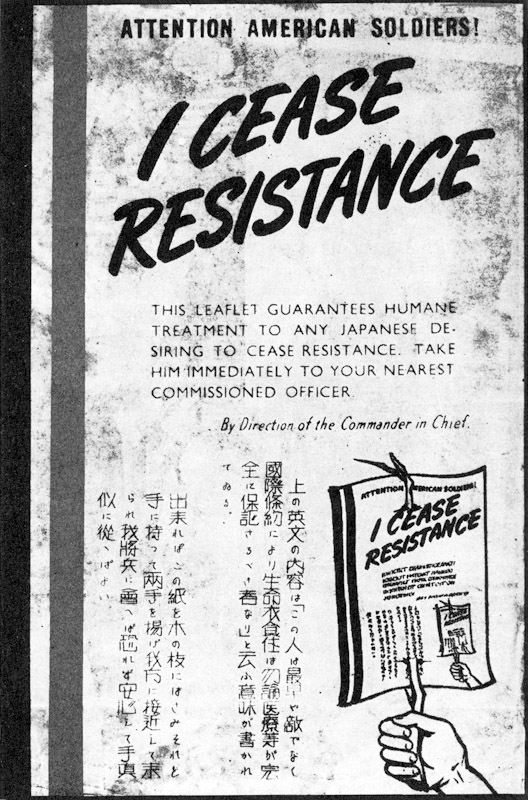 ATTENTION AMERICAN SOLDIERS!
I CEASE
RESISTANCE
THIS LEAFLET GUARANTEES HUMANE
TREATMENT TO ANY JAPANESE DE-
SIRING TO CEASE RESISTANCE. TAKE
HIM IMMEDIATELY TO YOUR NEAREST
COMMISSIONED OFFICER.
By Direction of the Commander in Chief.
上の英文の内容は「この人は最早や敵でなく
國際條約により生命衣食住は勿論医療等が完
全に保証さるべき者なり」と云ふ意味が書かれ
てゐる。
出来ればこの紙を木の枝にはさみそれを
手に持つて両手を揚げ我方に接近して来
られ我將兵に會へば恐れず安心して手真
似に従へばよい
ATTENTION AMERICAN SOLDIERS!
I CEASE
RESISTANCE